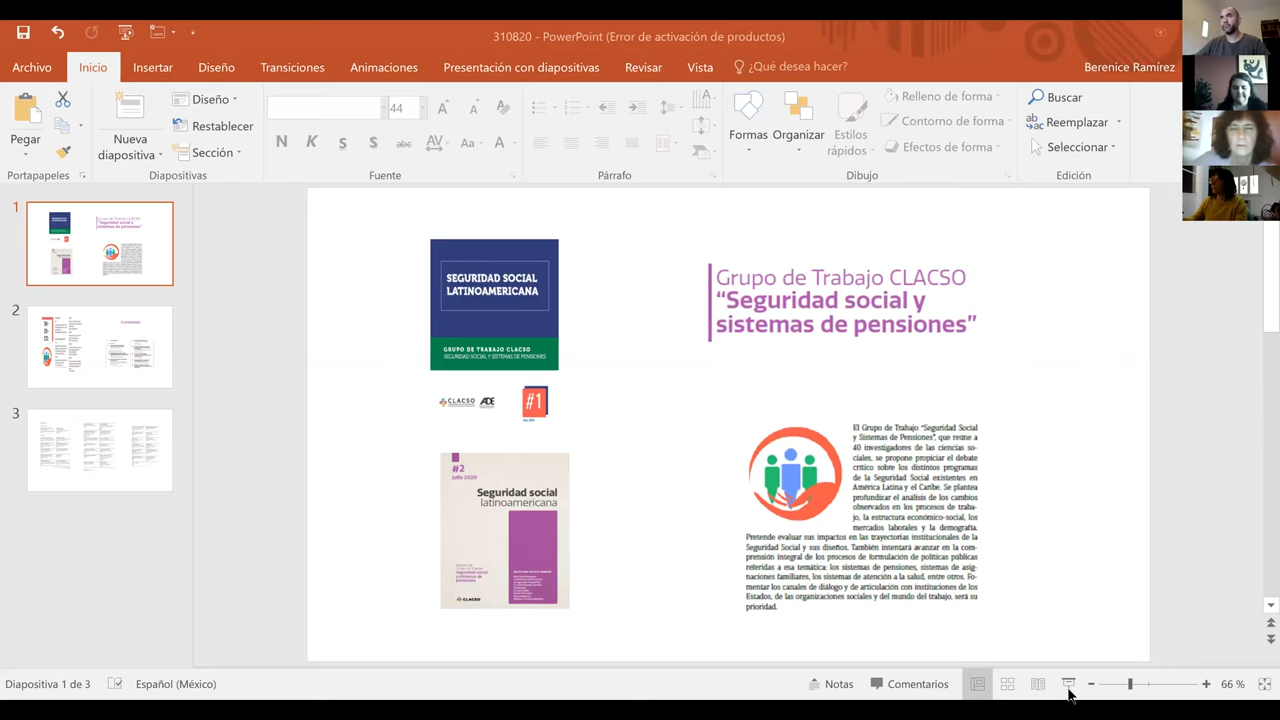 310820 - PowerPoint (Error de activación de productos)
Archivo Inicio Insertar Diseño Transiciones Animaciones Presentación con diapositivas Revisar Vista ¿Qué desea hacer? Berenice Ramírez
Pegar
Nueva diapositiva
Diseño
Restablecer
Sección
44
N K S S abc AV Aa A
Formas
Organizar
Estilos rápidos
Relleno de forma
Contorno de forma
Efectos de forma
Buscar
Reemplazar
Seleccionar
Portapapeles Diapositivas Fuente Párrafo Dibujo Edición
1
2
3
SEGURIDAD SOCIAL
LATINOAMERICANA
GRUPO DE TRABAJO CLACSO
SEGURIDAD SOCIAL Y SISTEMAS DE PENSIONES
CLACSO
#1
#2
Julio 2020
Seguridad social
latinoamericana
Seguridad social
y sistemas de
pensiones
CLACSO
Grupo de Trabajo CLACSO
“Seguridad social y
sistemas de pensiones”
El Grupo de Trabajo “Seguridad Social
y Sistemas de Pensiones”, que reúne a
40 investigadores de las ciencias so-
ciales, se propone propiciar el debate
crítico sobre los distintos programas
de la Seguridad Social existentes en
América Latina y el Caribe. Se plantea
profundizar el análisis de los cambios
observados en los procesos de traba-
jo, la estructura económico-social, los
mercados laborales y la demografía.
Pretende evaluar sus impactos en las trayectorias institucionales de la
Seguridad Social y sus diseños. También intentará avanzar en la com-
prensión integral de los procesos de formulación de políticas públicas
referidas a esa temática: los sistemas de pensiones, sistemas de asig-
naciones familiares, los sistemas de atención a la salud, entre otros. Fo-
mentar los canales de diálogo y de articulación con instituciones de los
Estados, de las organizaciones sociales y del mundo del trabajo, será su
prioridad.
Diapositiva 1 de 3 Español (México) Notas Comentarios 66 %